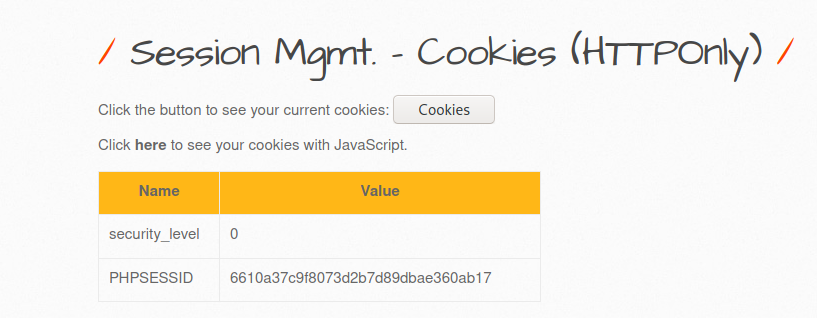 / Session Mgmt. - Cookies (HTTPOnly) /
Click the button to see your current cookies: Cookies
Click here to see your cookies with JavaScript.
Name Value
security_level 0
PHPSESSID 6610a37c9f8073d2b7d89dbae360ab17